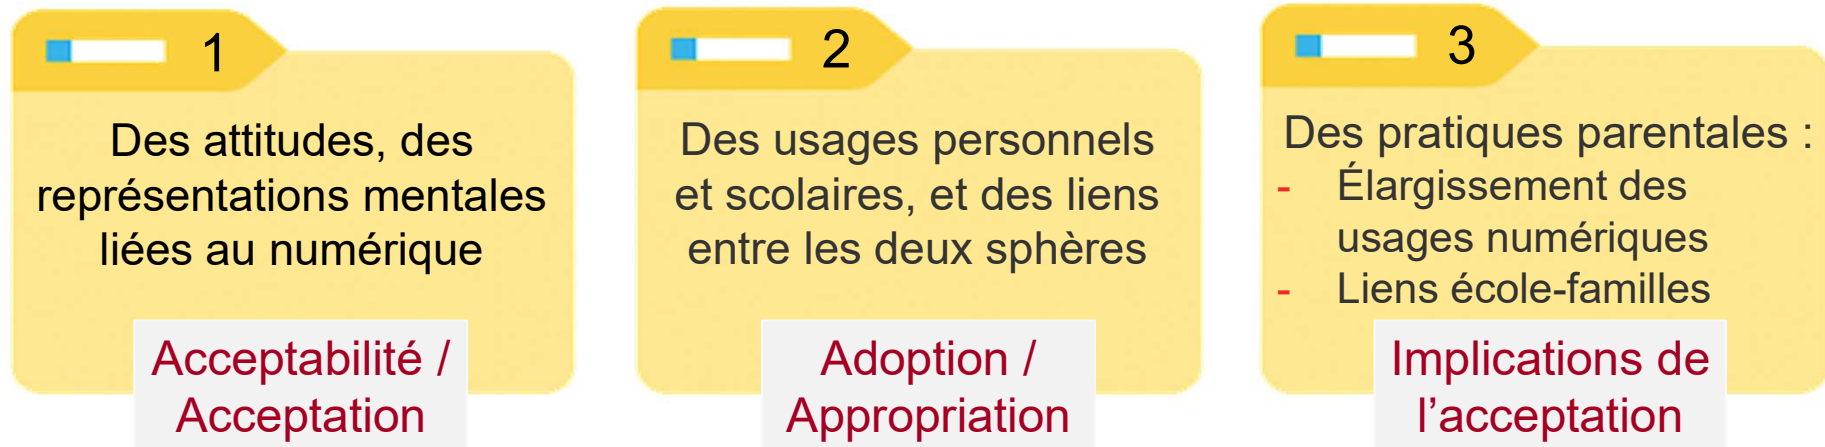 1
Des attitudes, des
représentations mentales
liées au numérique
Acceptabilité /
Acceptation
2
Des usages personnels
et scolaires, et des liens
entre les deux sphères
Adoption /
Appropriation
3
Des pratiques parentales :
- Élargissement des
usages numériques
- Liens école-familles
Implications de
l’acceptation